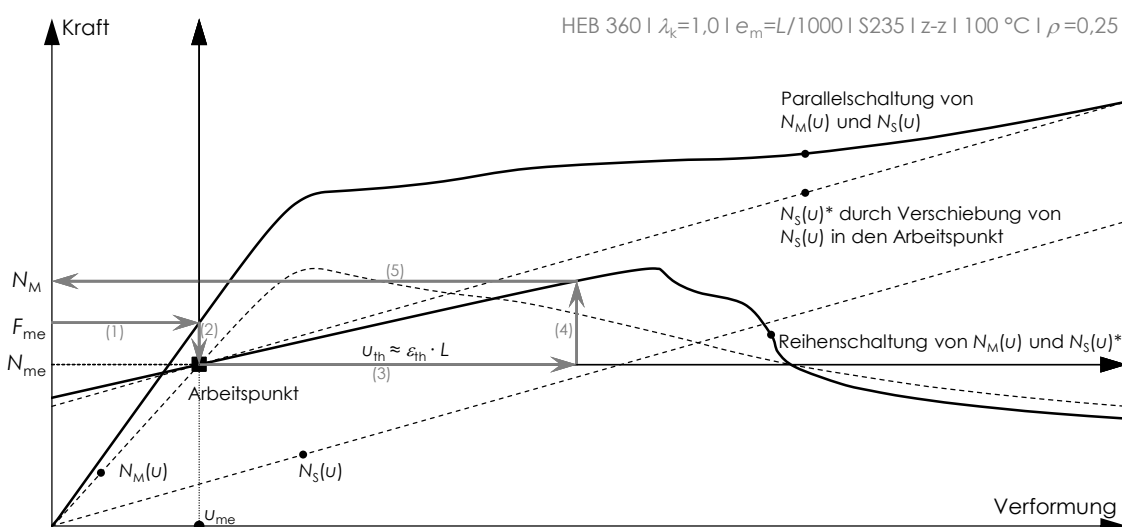 Kraft
HEB 360 I λk=1,0 I em=L/1000 I S235 I z-z I 100 °C I ρ=0,25
Parallelschaltung von
NM(u) und NS(u)
NS(u)* durch Verschiebung von
NS(u) in den Arbeitspunkt
NM
(5)
Fme
(1)
(2)
(4)
Nme
uth ≈ εth · L
(3)
Reihenschaltung von NM(u) und NS(u)*
Arbeitspunkt
NM(u)
NS(u)
ume
Verformung